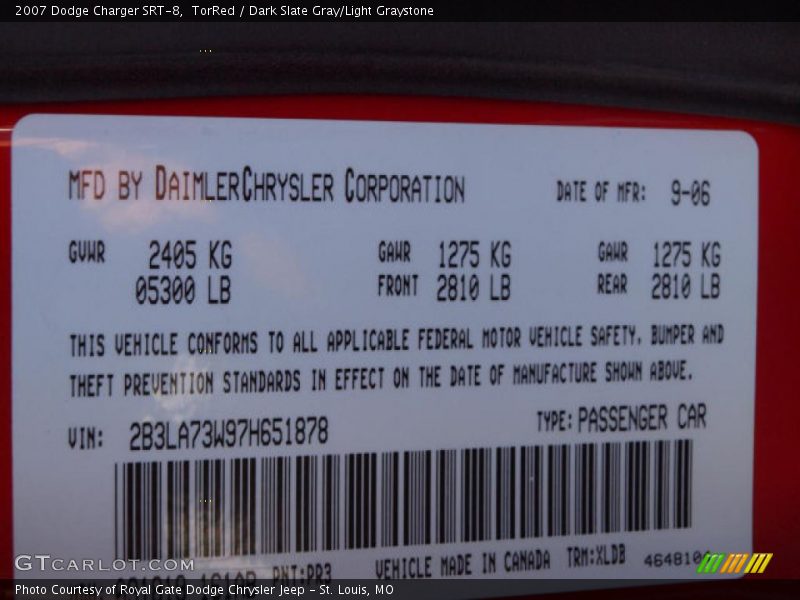 2007 Dodge Charger SRT-8, TorRed / Dark Slate Gray/Light Graystone
MFD BY DAIMLERCHRYSLER CORPORATION DATE OF MFR: 9-06
GVWR 2405 KG GAWR 1275 KG GAWR 1275 KG
05300 LB FRONT 2810 LB REAR 2810 LB
THIS VEHICLE CONFORMS TO ALL APPLICABLE FEDERAL MOTOR VEHICLE SAFETY, BUMPER AND
THEFT PREVENTION STANDARDS IN EFFECT ON THE DATE OF MANUFACTURE SHOWN ABOVE.
VIN: 2B3LA73W97H651878 TYPE: PASSENGER CAR
VEHICLE MADE IN CANADA TRM:XLDB
PNT:PR3
GTCARLOT.COM
Photo Courtesy of Royal Gate Dodge Chrysler Jeep - St. Louis, MO